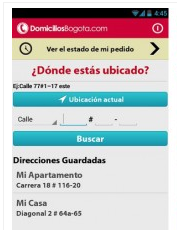 4:45
DomicilosBogota.com
Ver el estado de mi pedido
¿Dónde estás ubicado?
Ej:Calle 77#1-17 este
Ubicación actual
Calle # -
Buscar
Direcciones Guardadas
Mi Apartamento
Carrera 18 # 116-20
Mi Casa
Diagonal 2 # 64a-65